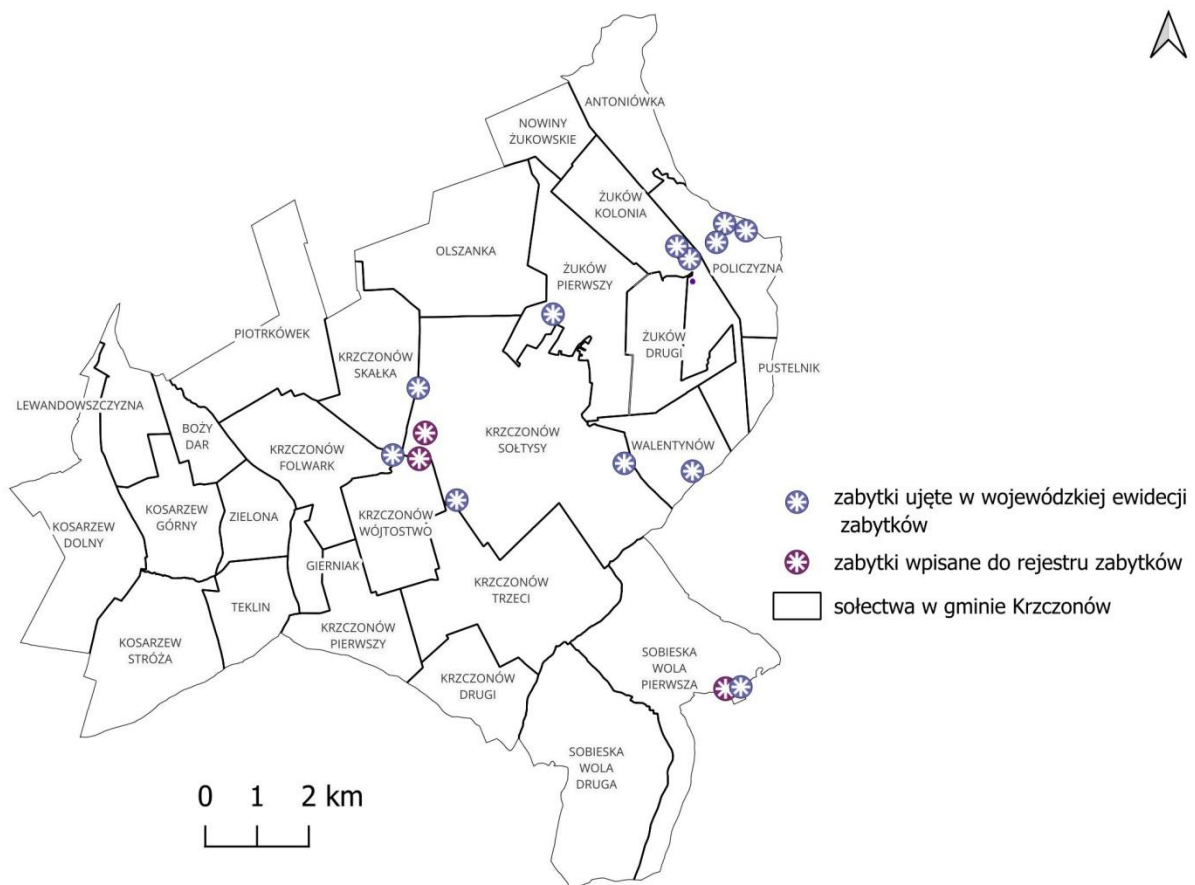 ANTONIÓWKA
NOWINY
ŻUKOWSKIE
ŻUKÓW
KOLONIA
OLSZANKA
ŻUKÓW
PIERWSZY
POLICZYZNA
PIOTRKÓWEK
KRZCZONÓW
SKAŁKA
ŻUKÓW
DRUGI
PUSTELNIK
LEWANDOWSZCZYZNA
BOŻY
DAR
KRZCZONÓW
FOLWARK
KRZCZONÓW
SOŁTYSY
WALENTYNÓW
KOSARZEW
DOLNY
KOSARZEW
GÓRNY
ZIELONA
KRZCZONÓW
WÓJTOSTWO
GIERNIAK
TEKLIN
KRZCZONÓW
TRZECI
KOSARZEW
STRÓŻA
KRZCZONÓW
PIERWSZY
KRZCZONÓW
DRUGI
SOBIESKA
WOLA
PIERWSZA
SOBIESKA
WOLA
DRUGA
zabytki ujęte w wojewódzkiej ewidecji
zabytków
zabytki wpisane do rejestru zabytków
sołectwa w gminie Krzczonów
0 1 2 km